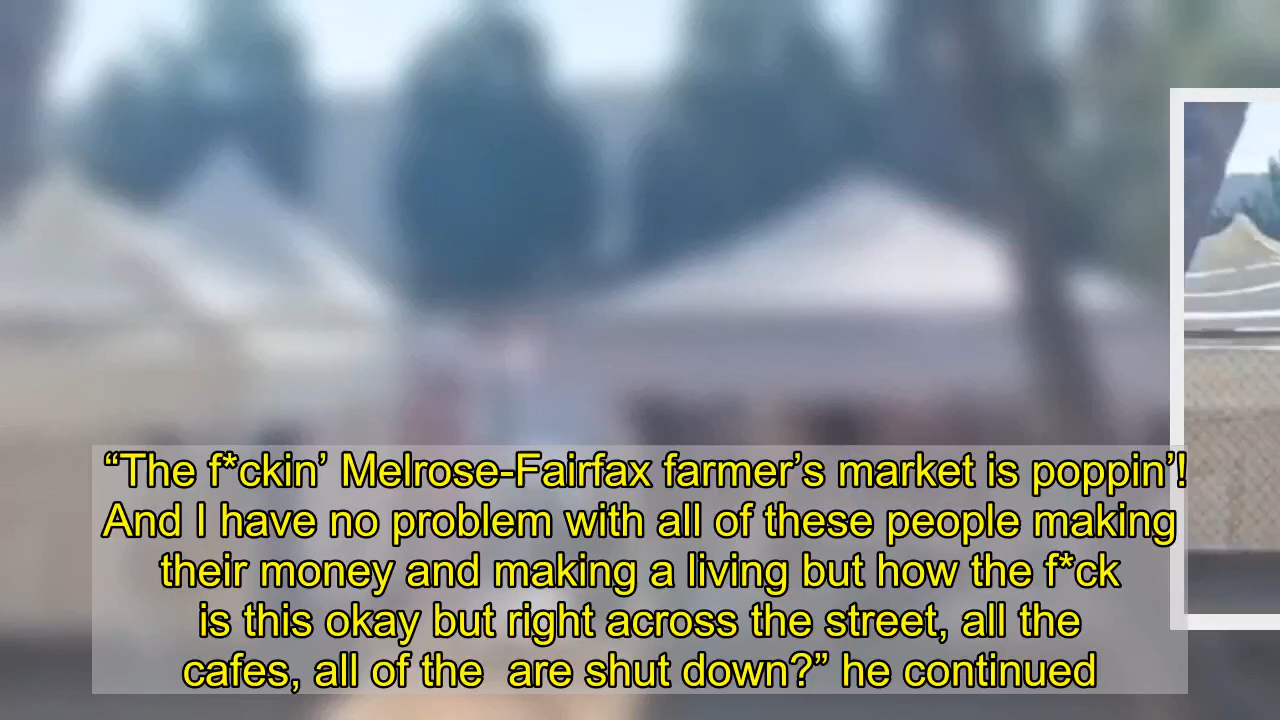 “The f*ckin’ Melrose-Fairfax farmer’s market is poppin’!
And I have no problem with all of these people making
their money and making a living but how the f*ck
is this okay but right across the street, all the
cafes, all of the  are shut down?” he continued